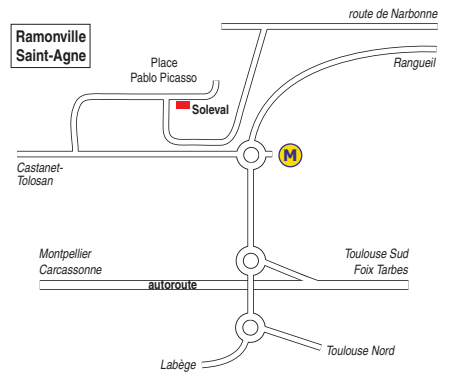 route de Narbonne
Ramonville
Saint-Agne
Place
Pablo Picasso
Rangueil
Soleval
M
Castanet-
Tolosan
Montpellier
Carcassonne
Toulouse Sud
Foix Tarbes
autoroute
Toulouse Nord
Labège